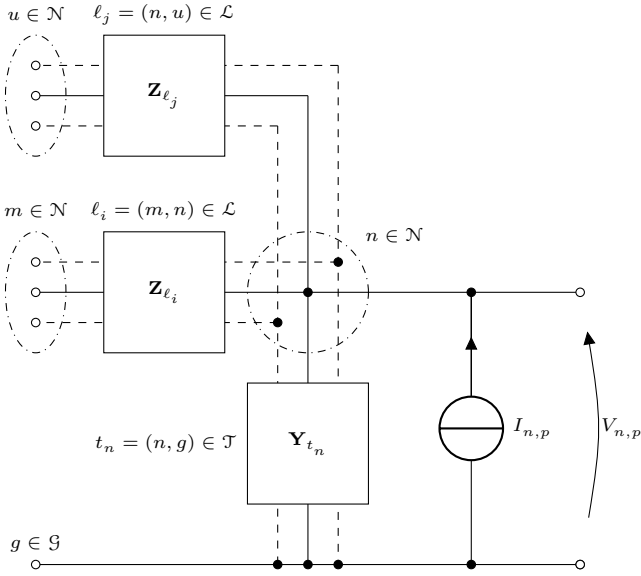 u ∈ 𝒩
ℓ_j = (n, u) ∈ ℒ
𝐙_{ℓ_j}
m ∈ 𝒩
ℓ_i = (m, n) ∈ ℒ
n ∈ 𝒩
𝐙_{ℓ_i}
t_n = (n, g) ∈ 𝒯
𝐘_{t_n}
I_{n,p}
V_{n,p}
g ∈ 𝒢